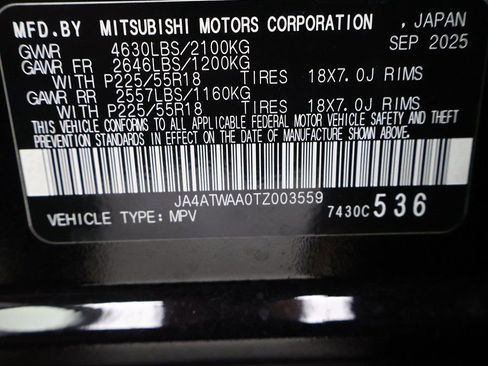 MFD.BY MITSUBISHI MOTORS CORPORATION , JAPAN
GVWR 4630LBS/2100KG SEP 2025
GAWR FR 2646LBS/1200KG
WITH P225/55R18 TIRES 18X7.0J RIMS
GAWR RR 2557LBS/1160KG
WITH P225/55R18 TIRES 18X7.0J RIMS
THIS VEHICLE CONFORMS TO ALL APPLICABLE FEDERAL MOTOR VEHICLE SAFETY AND THEFT
PREVENTION STANDARDS IN EFFECT ON THE DATE OF MANUFACTURE SHOWN ABOVE.
JA4ATWAA0TZ003559
VEHICLE TYPE: MPV 7430C 536